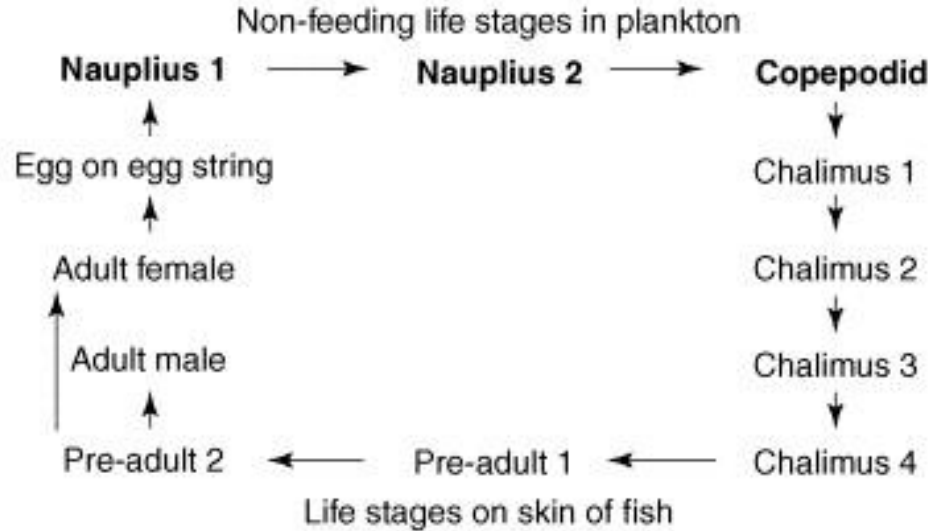 Non-feeding life stages in plankton
Nauplius 1
Nauplius 2
Copepodid
Egg on egg string
Chalimus 1
Adult female
Chalimus 2
Adult male
Chalimus 3
Pre-adult 2
Pre-adult 1
Chalimus 4
Life stages on skin of fish